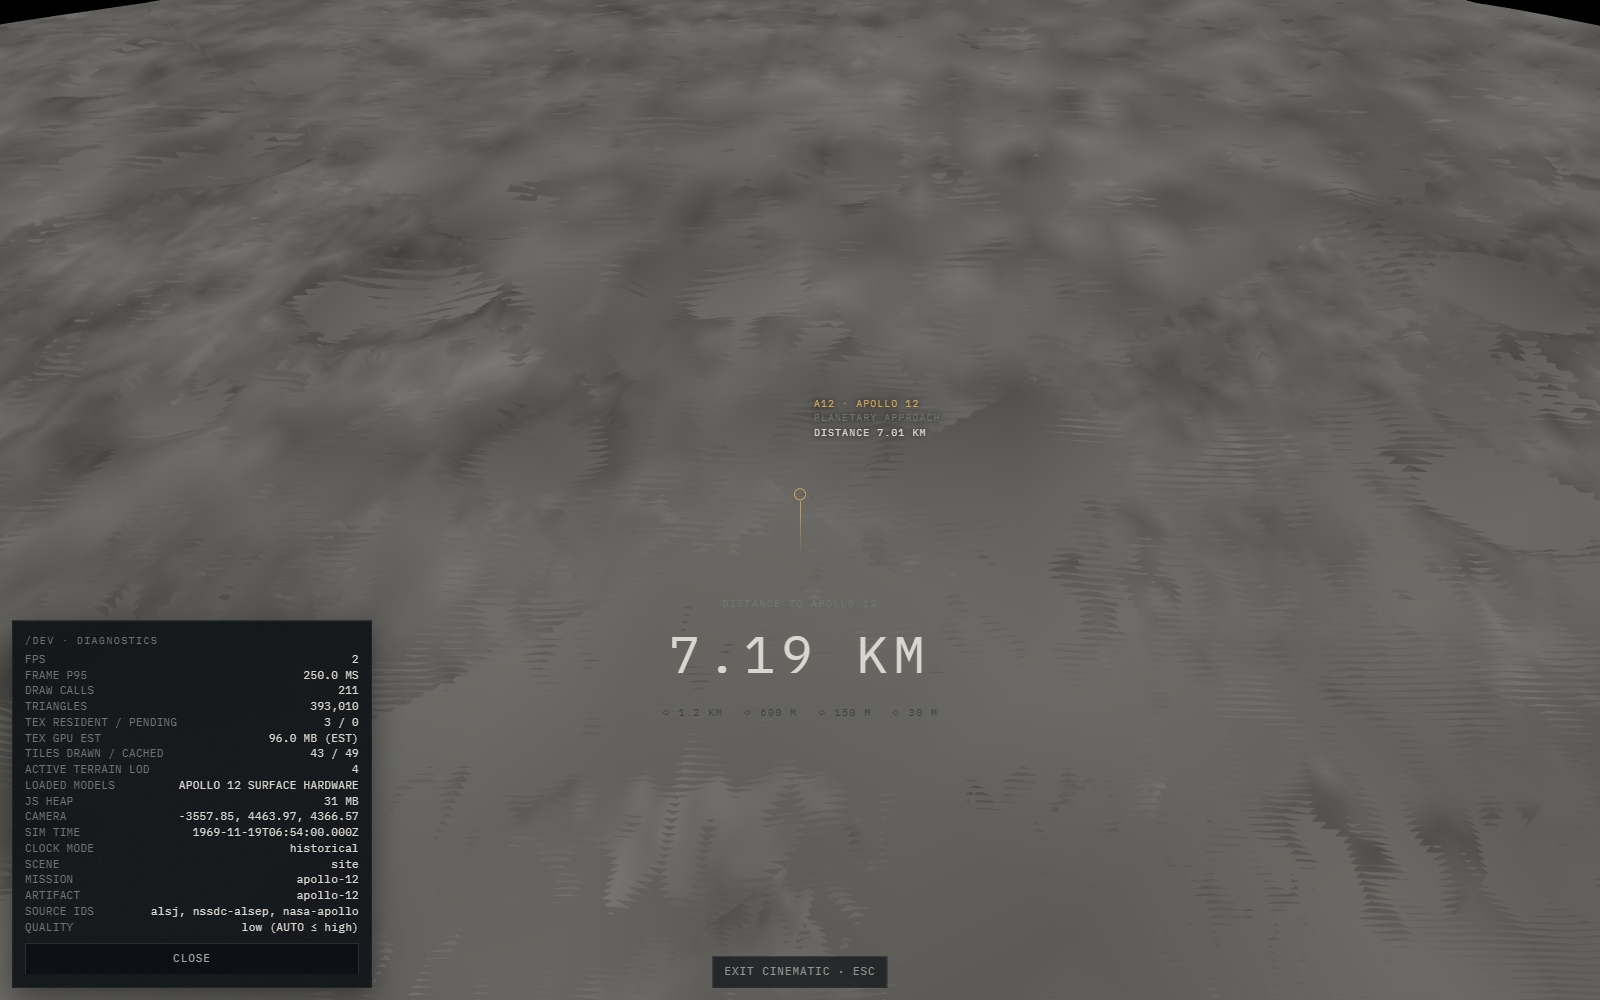 A12 · APOLLO 12
PLANETARY APPROACH
DISTANCE 7.01 KM
DISTANCE TO APOLLO 12
7.19 KM
◇ 1.2 KM ◇ 600 M ◇ 150 M ◇ 30 M
/DEV · DIAGNOSTICS
FPS 2
FRAME P95 250.0 MS
DRAW CALLS 211
TRIANGLES 393,010
TEX RESIDENT / PENDING 3 / 0
TEX GPU EST 96.0 MB (EST)
TILES DRAWN / CACHED 43 / 49
ACTIVE TERRAIN LOD 4
LOADED MODELS APOLLO 12 SURFACE HARDWARE
JS HEAP 31 MB
CAMERA -3557.85, 4463.97, 4366.57
SIM TIME 1969-11-19T06:54:00.000Z
CLOCK MODE historical
SCENE site
MISSION apollo-12
ARTIFACT apollo-12
SOURCE IDS alsj, nssdc-alsep, nasa-apollo
QUALITY low (AUTO ≤ high)
CLOSE
EXIT CINEMATIC · ESC